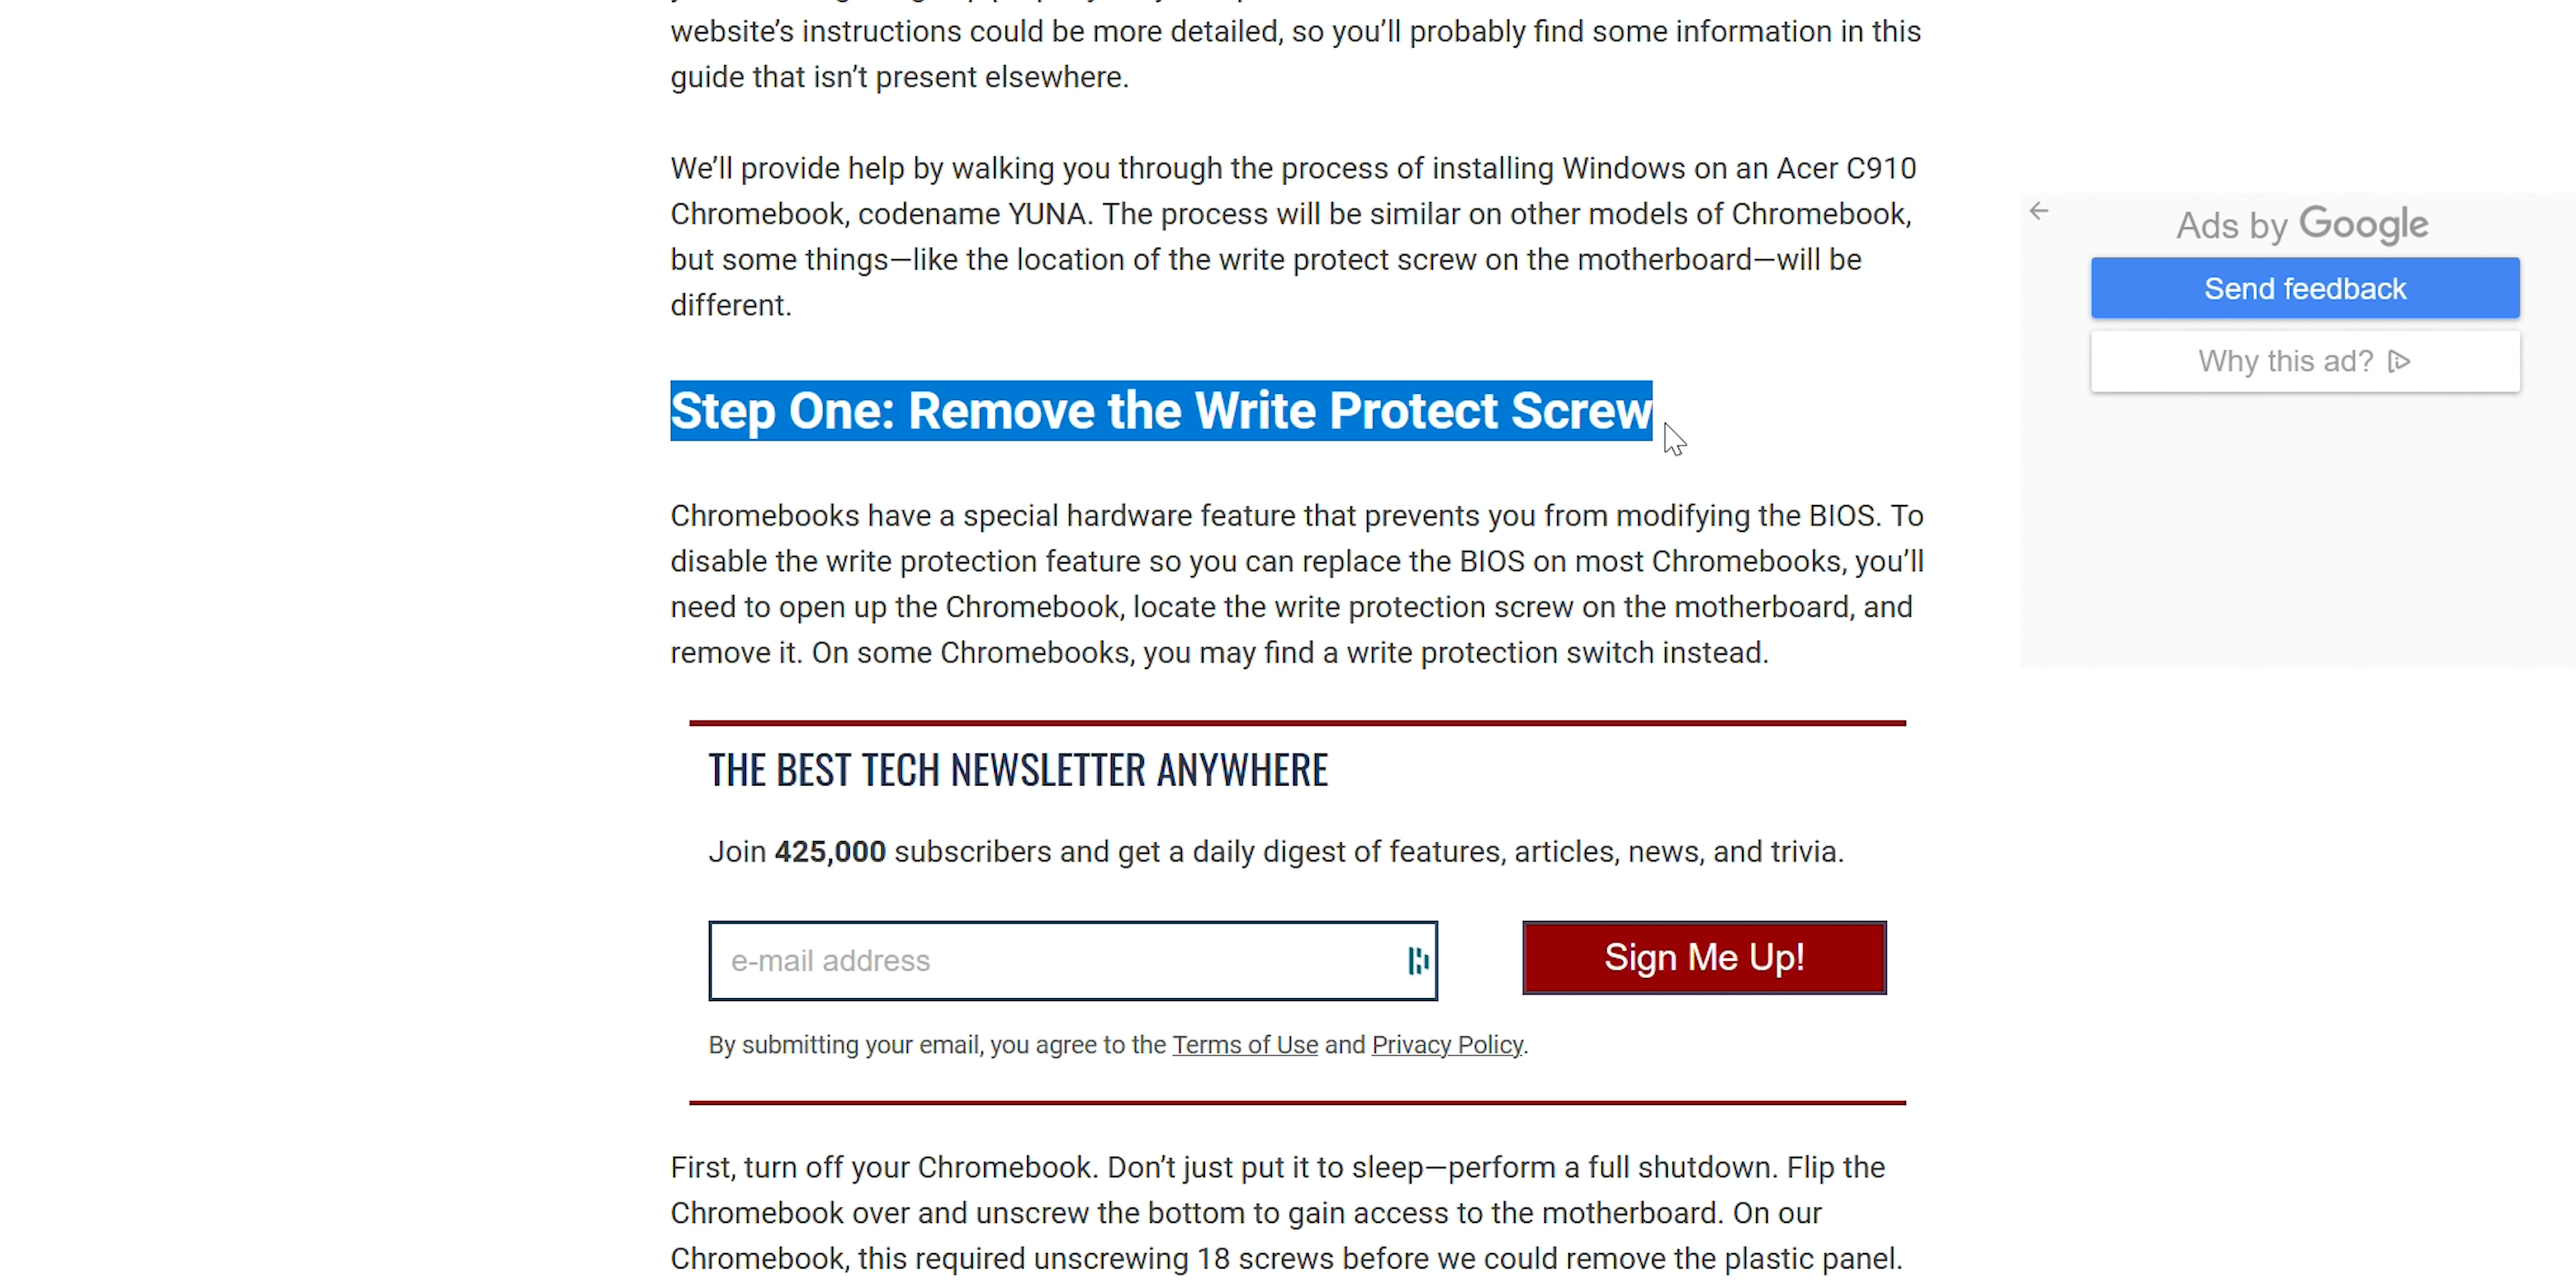 website’s instructions could be more detailed, so you’ll probably find some information in this
guide that isn’t present elsewhere.
We’ll provide help by walking you through the process of installing Windows on an Acer C910
Chromebook, codename YUNA. The process will be similar on other models of Chromebook,
but some things—like the location of the write protect screw on the motherboard—will be
different.
Step One: Remove the Write Protect Screw
Chromebooks have a special hardware feature that prevents you from modifying the BIOS. To
disable the write protection feature so you can replace the BIOS on most Chromebooks, you’ll
need to open up the Chromebook, locate the write protection screw on the motherboard, and
remove it. On some Chromebooks, you may find a write protection switch instead.
THE BEST TECH NEWSLETTER ANYWHERE
Join 425,000 subscribers and get a daily digest of features, articles, news, and trivia.
e-mail address
Sign Me Up!
By submitting your email, you agree to the Terms of Use and Privacy Policy.
First, turn off your Chromebook. Don’t just put it to sleep—perform a full shutdown. Flip the
Chromebook over and unscrew the bottom to gain access to the motherboard. On our
Chromebook, this required unscrewing 18 screws before we could remove the plastic panel.
Ads by Google
Send feedback
Why this ad?